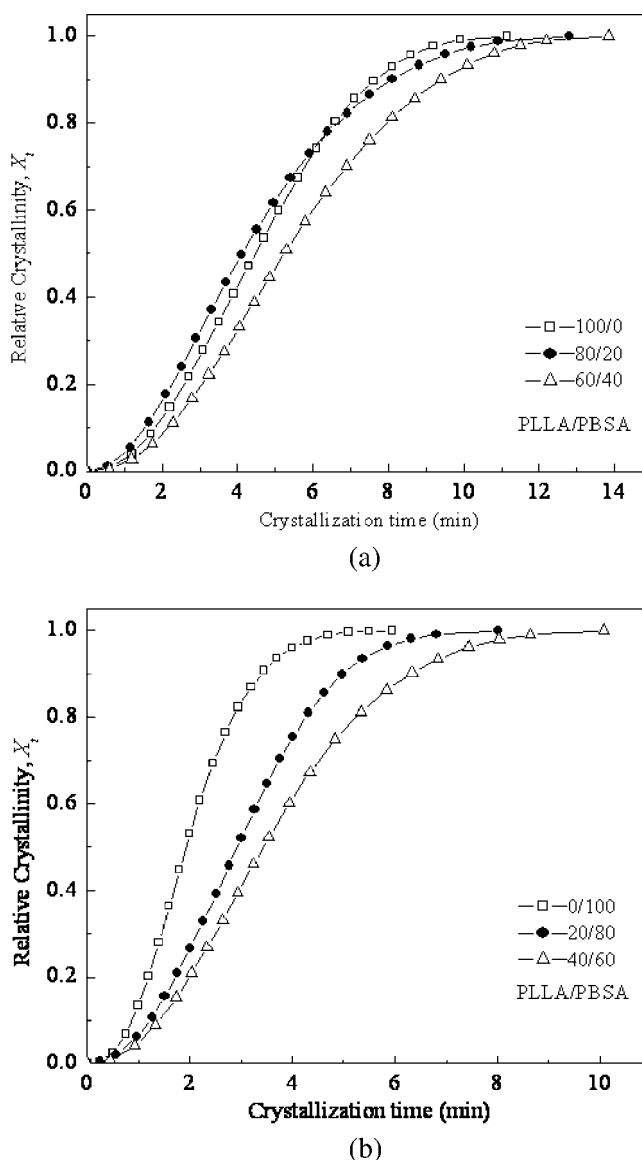 1.0
0.8
0.6
0.4
0.2
0.0
Relative Crystallinity, Xt
100/0
80/20
60/40
PLLA/PBSA
2 4 6 8 10 12 14
Crystallization time (min)
(a)
1.0
0.8
0.6
0.4
0.2
0.0
Relative Crystallinity, Xt
0/100
20/80
40/60
PLLA/PBSA
2 4 6 8 10
Crystallization time (min)
(b)